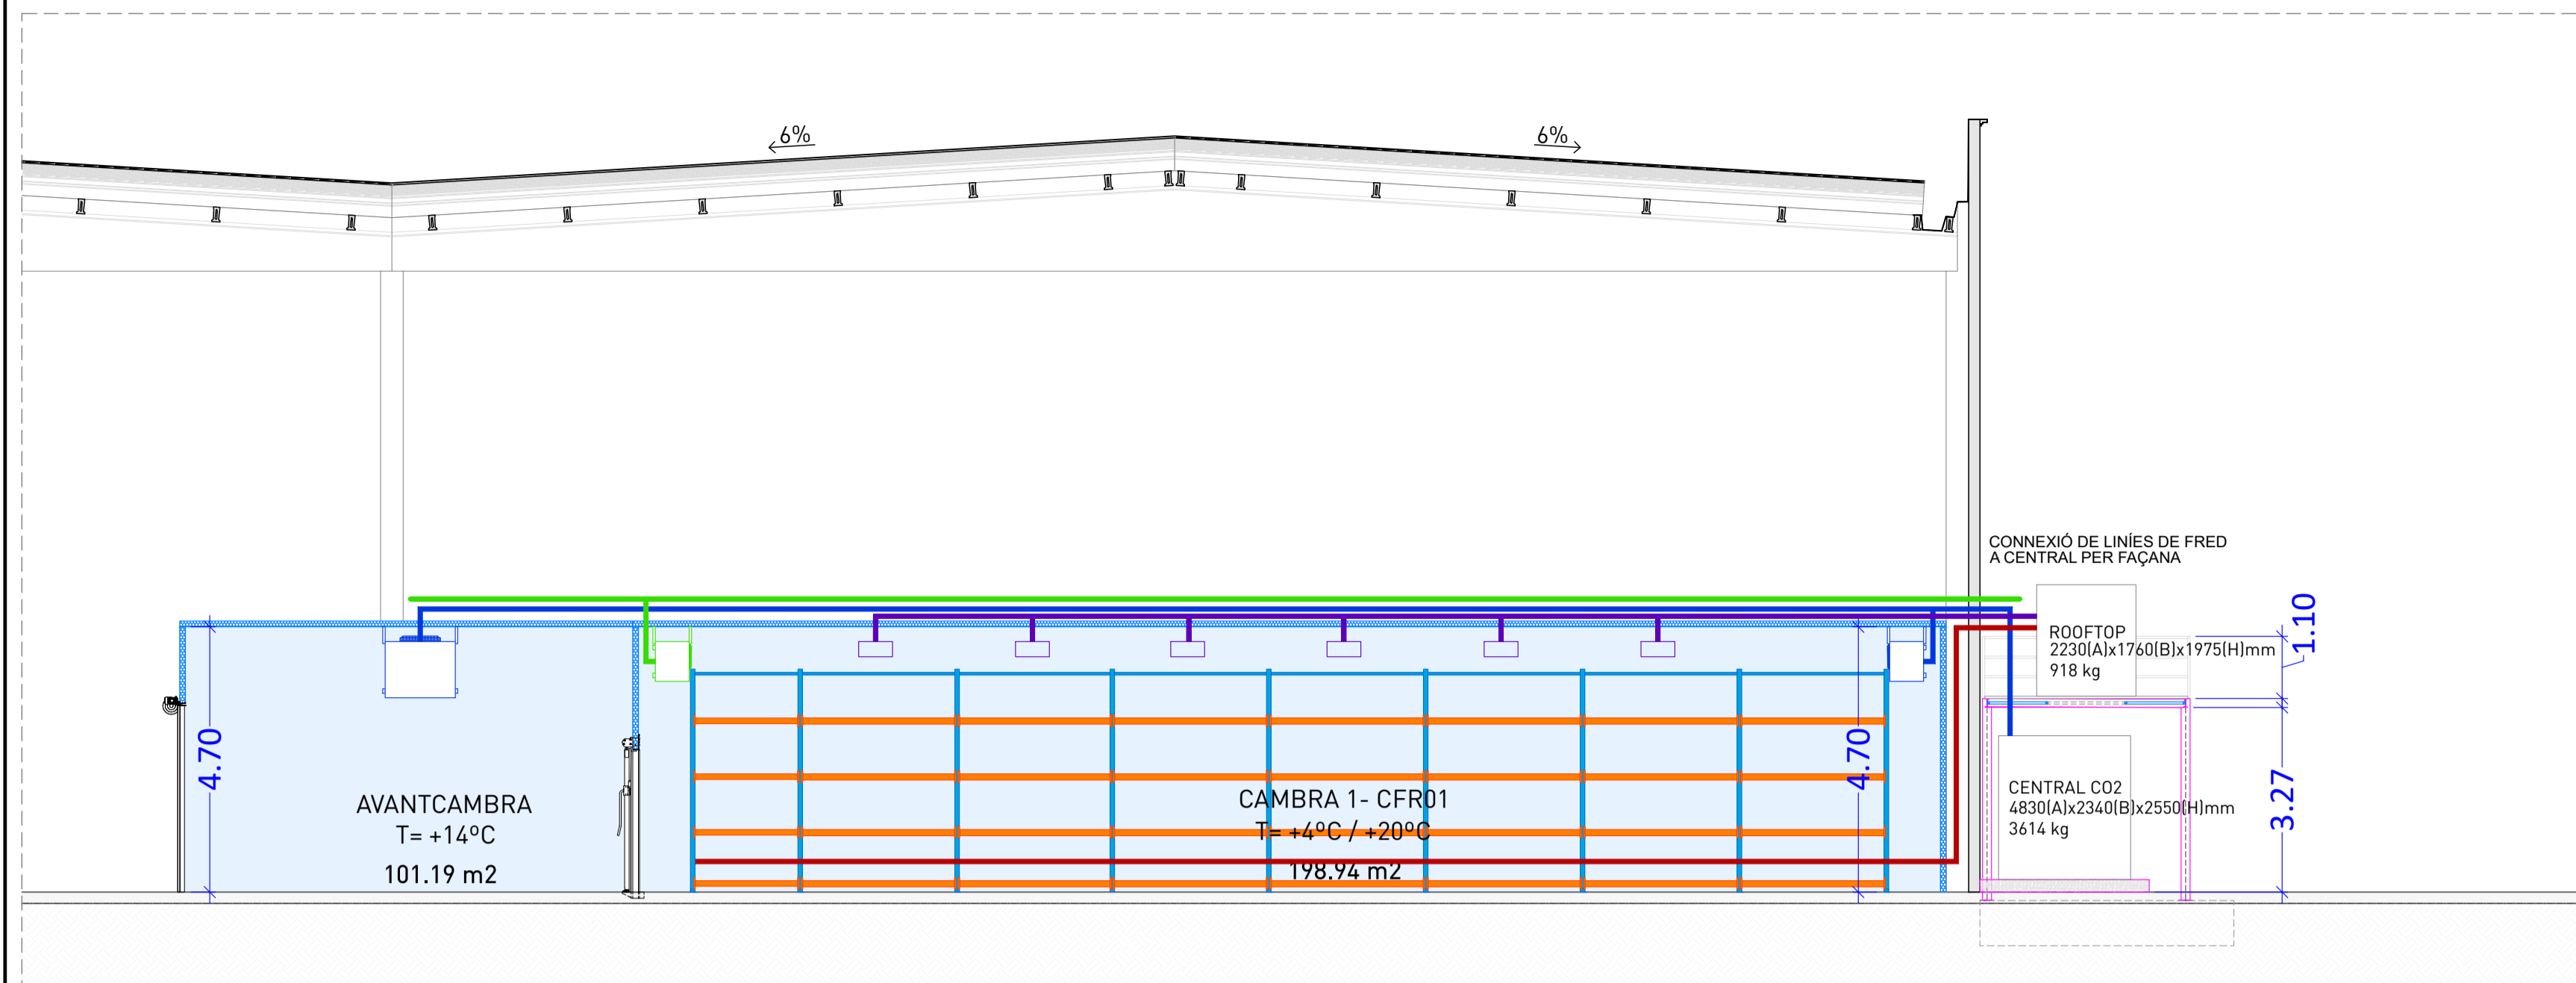 6%
6%
CONNEXIÓ DE LINÍES DE FRED
A CENTRAL PER FAÇANA
ROOFTOP
2230(A)x1760(B)x1975(H)mm
918 kg
1.10
4.70
AVANTCAMBRA
T= +14ºC
101.19 m2
CAMBRA 1- CFR01
T= +4ºC / +20ºC
198.94 m2
4.70
CENTRAL CO2
4830(A)x2340(B)x2550(H)mm
3614 kg
3.27